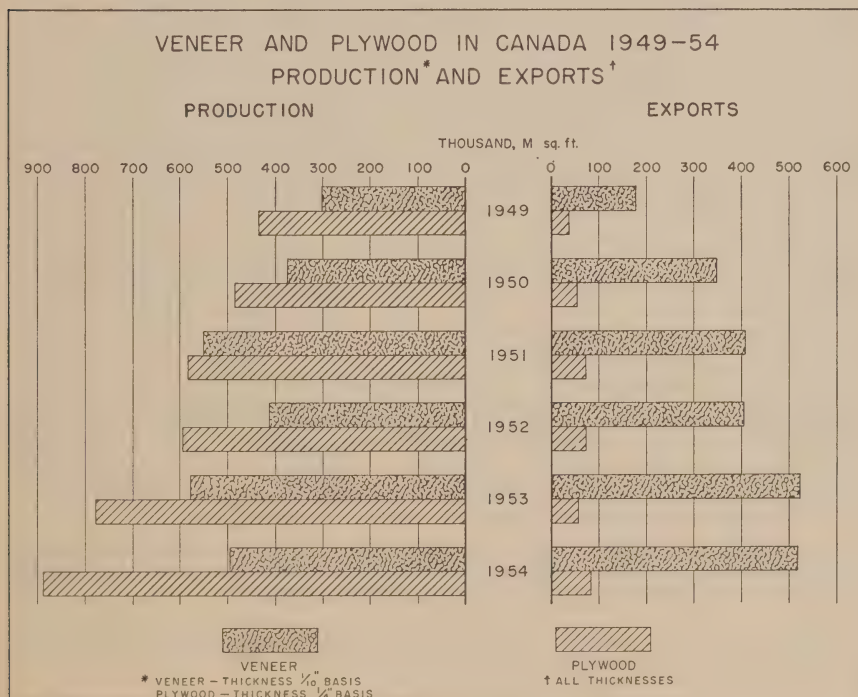 VENEER AND PLYWOOD IN CANADA 1949-54
PRODUCTION* AND EXPORTS†
PRODUCTION
EXPORTS
THOUSAND, M sq. ft.
900 800 700 600 500 400 300 200 100 0 0 100 200 300 400 500 600
1949
1950
1951
1952
1953
1954
VENEER
* VENEER – THICKNESS 1/10" BASIS
PLYWOOD – THICKNESS 1/4" BASIS
PLYWOOD
† ALL THICKNESSES